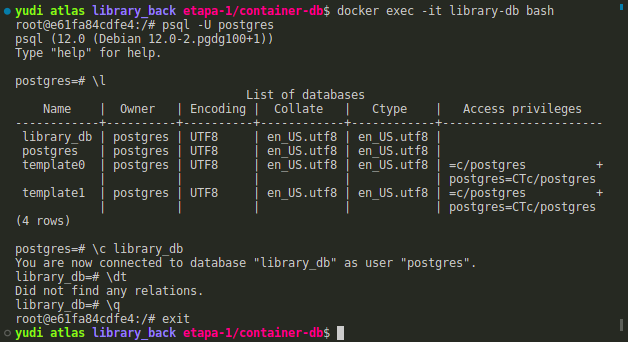 yudi atlas library_back etapa-1/container-db$ docker exec -it library-db bash
root@e61fa84cdfe4:/# psql -U postgres
psql (12.0 (Debian 12.0-2.pgdg100+1))
Type "help" for help.

postgres=# \l
                                 List of databases
    Name    |  Owner   | Encoding |  Collate   |   Ctype    |   Access privileges
------------+----------+----------+------------+------------+-----------------------
 library_db | postgres | UTF8     | en_US.utf8 | en_US.utf8 |
 postgres   | postgres | UTF8     | en_US.utf8 | en_US.utf8 |
 template0  | postgres | UTF8     | en_US.utf8 | en_US.utf8 | =c/postgres          +
            |          |          |            |            | postgres=CTc/postgres
 template1  | postgres | UTF8     | en_US.utf8 | en_US.utf8 | =c/postgres          +
            |          |          |            |            | postgres=CTc/postgres
(4 rows)

postgres=# \c library_db
You are now connected to database "library_db" as user "postgres".
library_db=# \dt
Did not find any relations.
library_db=# \q
root@e61fa84cdfe4:/# exit
yudi atlas library_back etapa-1/container-db$